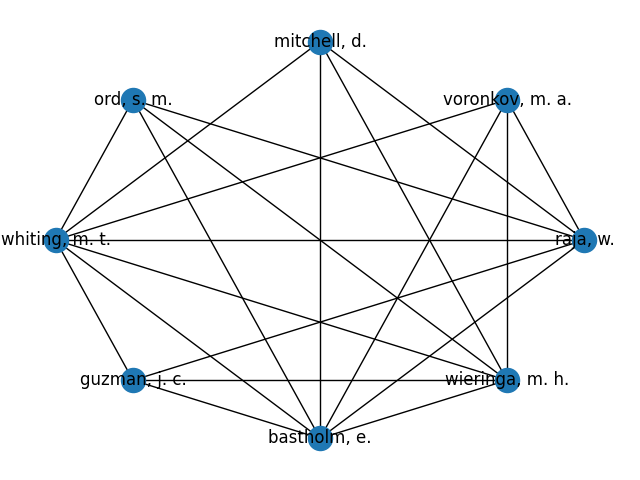 mitchell, d.
ord, s. m.
voronkov, m. a.
whiting, m. t.
raja, w.
guzman, j. c.
wieringa, m. h.
bastholm, e.